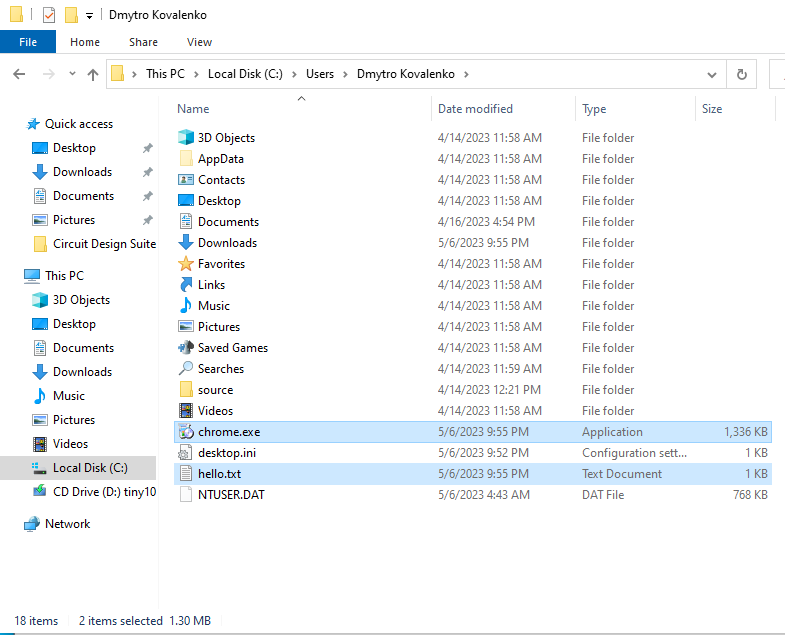 Dmytro Kovalenko
File Home Share View
This PC Local Disk (C:) Users Dmytro Kovalenko
Name Date modified Type Size
Quick access
Desktop
Downloads
Documents
Pictures
Circuit Design Suite
This PC
3D Objects
Desktop
Documents
Downloads
Music
Pictures
Videos
Local Disk (C:)
CD Drive (D:) tiny10
Network
3D Objects 4/14/2023 11:58 AM File folder
AppData 4/14/2023 11:58 AM File folder
Contacts 4/14/2023 11:58 AM File folder
Desktop 4/14/2023 11:58 AM File folder
Documents 4/16/2023 4:54 PM File folder
Downloads 5/6/2023 9:55 PM File folder
Favorites 4/14/2023 11:58 AM File folder
Links 4/14/2023 11:58 AM File folder
Music 4/14/2023 11:58 AM File folder
Pictures 4/14/2023 11:58 AM File folder
Saved Games 4/14/2023 11:58 AM File folder
Searches 4/14/2023 11:59 AM File folder
source 4/14/2023 12:21 PM File folder
Videos 4/14/2023 11:58 AM File folder
chrome.exe 5/6/2023 9:55 PM Application 1,336 KB
desktop.ini 5/6/2023 9:52 PM Configuration sett... 1 KB
hello.txt 5/6/2023 9:55 PM Text Document 1 KB
NTUSER.DAT 5/6/2023 4:43 AM DAT File 768 KB
18 items 2 items selected 1.30 MB